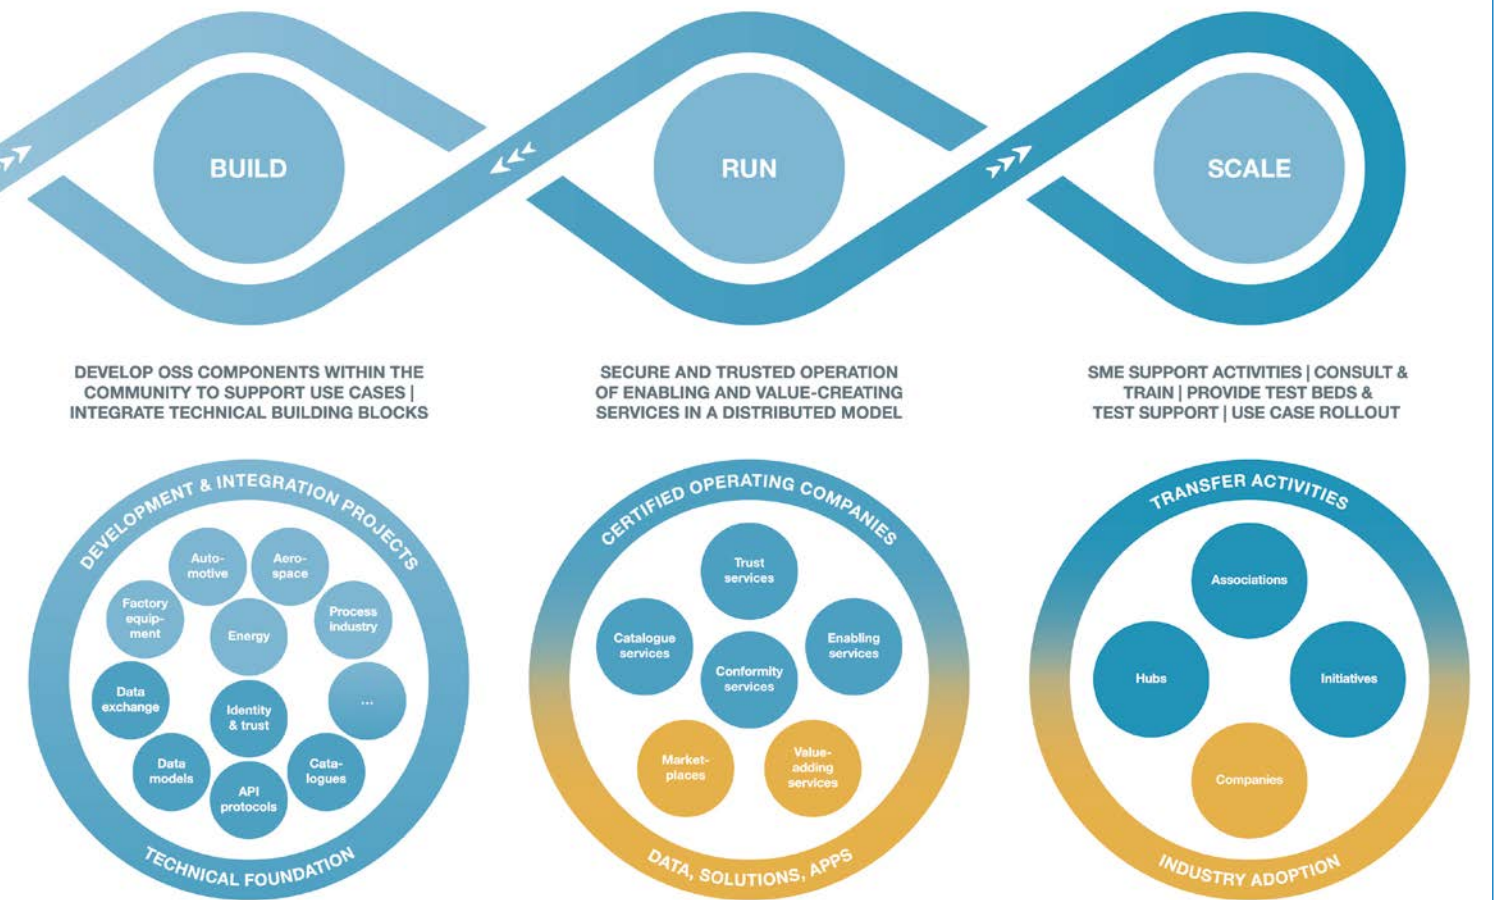 BUILD
RUN
SCALE
DEVELOP OSS COMPONENTS WITHIN THE
COMMUNITY TO SUPPORT USE CASES |
INTEGRATE TECHNICAL BUILDING BLOCKS
SECURE AND TRUSTED OPERATION
OF ENABLING AND VALUE-CREATING
SERVICES IN A DISTRIBUTED MODEL
SME SUPPORT ACTIVITIES | CONSULT &
TRAIN | PROVIDE TEST BEDS &
TEST SUPPORT | USE CASE ROLLOUT
DEVELOPMENT & INTEGRATION PROJECTS
Auto-
motive
Aero-
space
Factory
equip-
ment
Energy
Process
industry
Data
exchange
Identity
& trust
...
Data
models
API
protocols
Cata-
logues
TECHNICAL FOUNDATION
CERTIFIED OPERATING COMPANIES
Trust
services
Catalogue
services
Conformity
services
Enabling
services
Market-
places
Value-
adding
services
DATA, SOLUTIONS, APPS
TRANSFER ACTIVITIES
Associations
Hubs
Initiatives
Companies
INDUSTRY ADOPTION